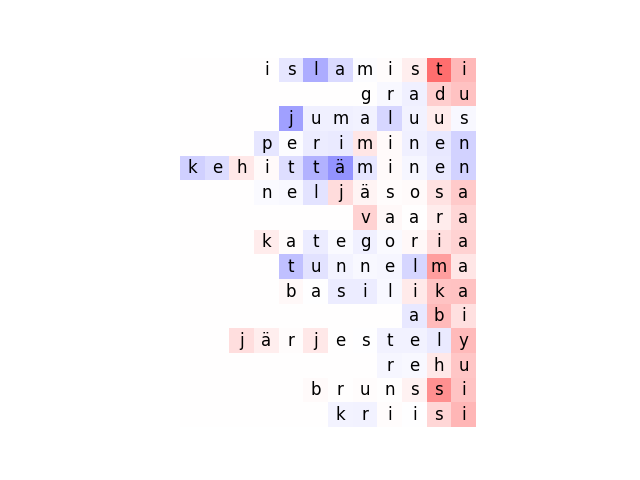 islamisti
gradu
jumaluus
periminen
kehittäminen
neljäsosa
vaara
kategoria
tunnelma
basilika
abi
järjestely
rehu
brunssi
kriisi